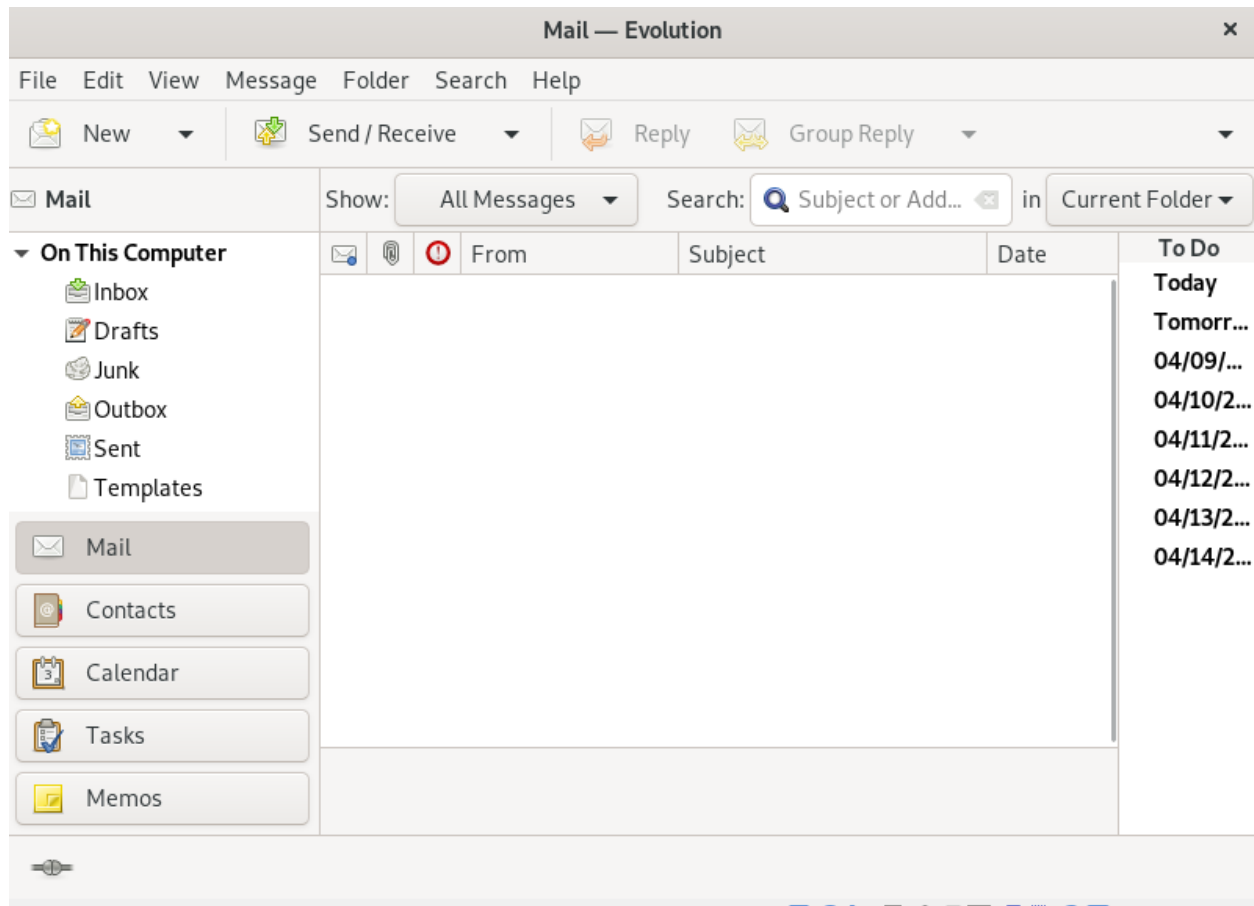 Mail — Evolution
File Edit View Message Folder Search Help
New Send / Receive Reply Group Reply
Mail Show: All Messages Search: Subject or Add... in Current Folder
On This Computer From Subject Date To Do
Inbox Today
Drafts Tomorr...
Junk 04/09/...
Outbox 04/10/2...
Sent 04/11/2...
Templates 04/12/2...
04/13/2...
Mail 04/14/2...
Contacts
Calendar
Tasks
Memos